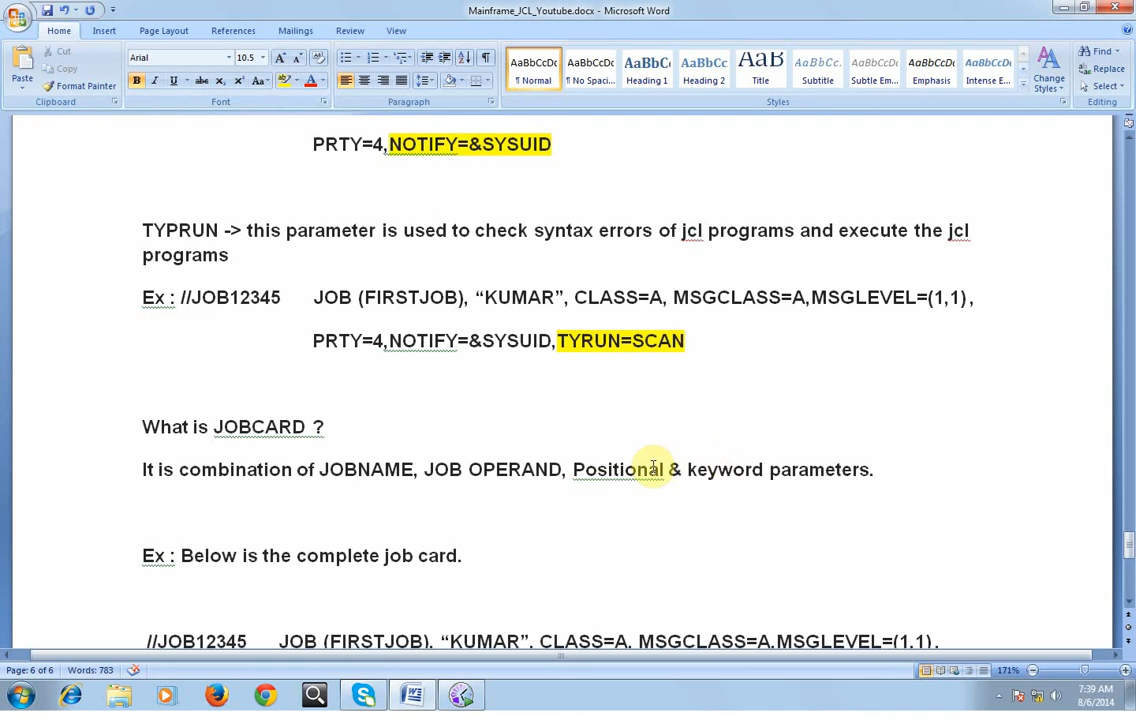 Mainframe_JCL_Youtube.docx - Microsoft Word
Home Insert Page Layout References Mailings Review View
Paste
Cut
Copy
Format Painter
Clipboard
Arial 10.5
B I U abc x₂ x² Aa
Font
Paragraph
AaBbCcDc AaBbCcDc AaBbCc AaBbCc AaB AaBbCc. AaBbCcDc AaBbCcDc AaBbCcDc
¶ Normal ¶ No Spaci... Heading 1 Heading 2 Title Subtitle Subtle Em... Emphasis Intense E...
Change Styles
Styles
Find
Replace
Select
Editing
PRTY=4,NOTIFY=&SYSUID
TYPRUN -> this parameter is used to check syntax errors of jcl programs and execute the jcl
programs
Ex : //JOB12345 JOB (FIRSTJOB), “KUMAR”, CLASS=A, MSGCLASS=A,MSGLEVEL=(1,1),
PRTY=4,NOTIFY=&SYSUID,TYRUN=SCAN
What is JOBCARD ?
It is combination of JOBNAME, JOB OPERAND, Positional & keyword parameters.
Ex : Below is the complete job card.
//JOB12345 JOB (FIRSTJOB), “KUMAR”, CLASS=A, MSGCLASS=A,MSGLEVEL=(1,1),
Page: 6 of 6 Words: 783 171%
7:39 AM
8/6/2014